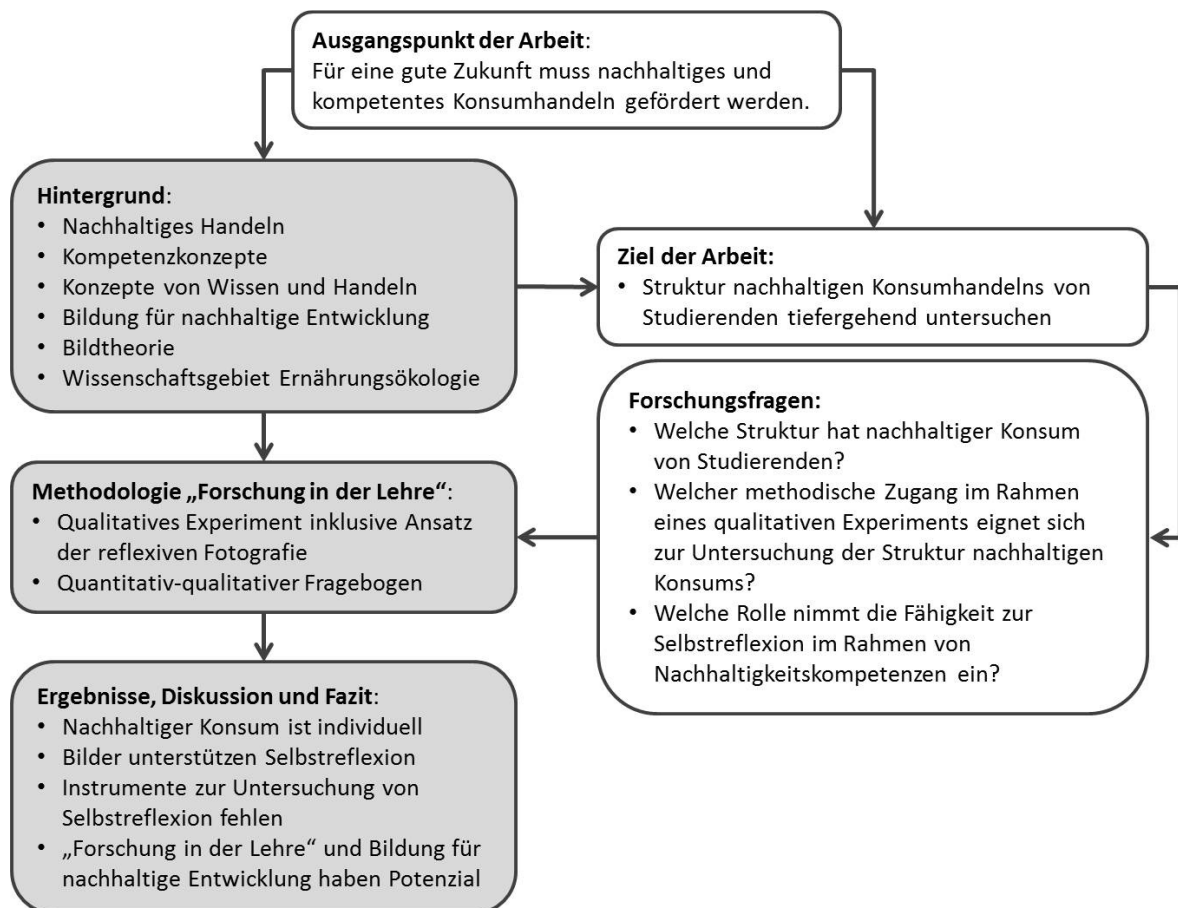 Ausgangspunkt der Arbeit:
Für eine gute Zukunft muss nachhaltiges und
kompetentes Konsumhandeln gefördert werden.
Hintergrund:
• Nachhaltiges Handeln
• Kompetenzkonzepte
• Konzepte von Wissen und Handeln
• Bildung für nachhaltige Entwicklung
• Bildtheorie
• Wissenschaftsgebiet Ernährungsökologie
Ziel der Arbeit:
• Struktur nachhaltigen Konsumhandelns von
Studierenden tiefergehend untersuchen
Forschungsfragen:
• Welche Struktur hat nachhaltiger Konsum
von Studierenden?
• Welcher methodische Zugang im Rahmen
eines qualitativen Experiments eignet sich
zur Untersuchung der Struktur nachhaltigen
Konsums?
• Welche Rolle nimmt die Fähigkeit zur
Selbstreflexion im Rahmen von
Nachhaltigkeitskompetenzen ein?
Methodologie „Forschung in der Lehre“:
• Qualitatives Experiment inklusive Ansatz
der reflexiven Fotografie
• Quantitativ-qualitativer Fragebogen
Ergebnisse, Diskussion und Fazit:
• Nachhaltiger Konsum ist individuell
• Bilder unterstützen Selbstreflexion
• Instrumente zur Untersuchung von
Selbstreflexion fehlen
• „Forschung in der Lehre“ und Bildung für
nachhaltige Entwicklung haben Potenzial